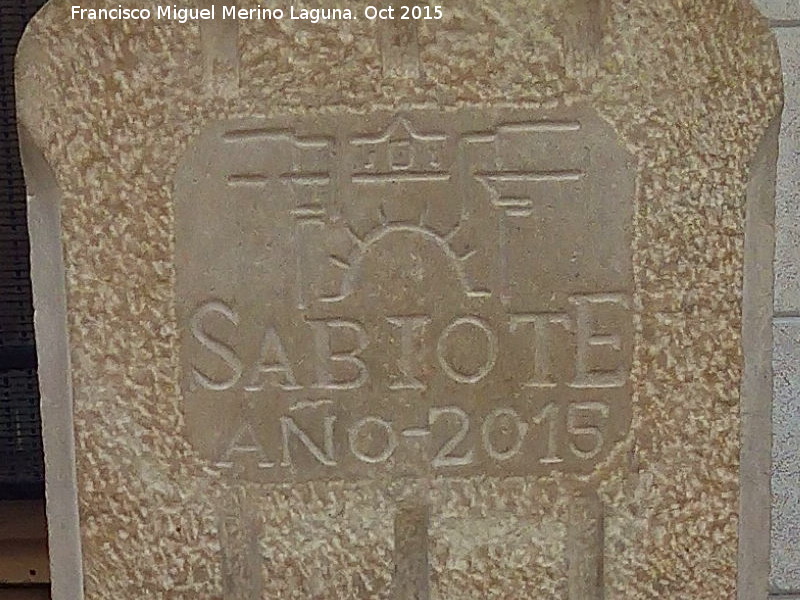 Francisco Miguel Merino Laguna. Oct 2015
SABIOTE
AÑO-2015